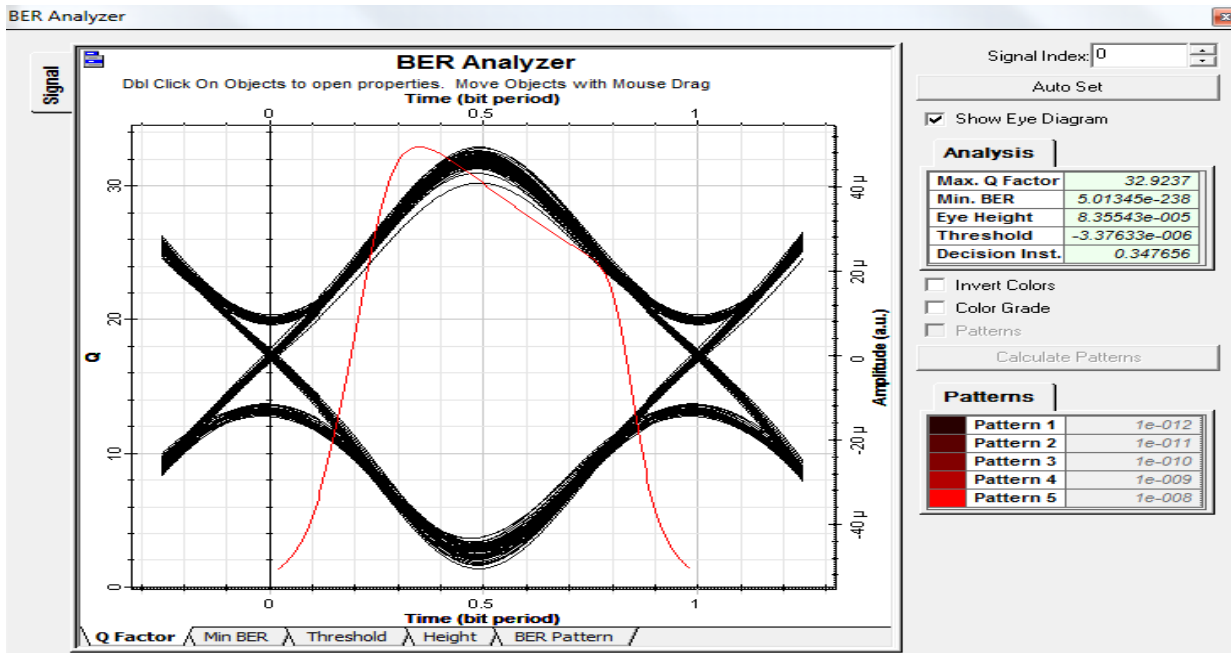 BER Analyzer
Signal
BER Analyzer
Dbl Click On Objects to open properties. Move Objects with Mouse Drag
Time (bit period)
0 0.5 1
30
20
10
0
Q
40 µ
20 µ
0
-20 µ
-40 µ
Amplitude (a.u.)
0 0.5 1
Time (bit period)
Q Factor Min BER Threshold Height BER Pattern
Signal Index: 0
Auto Set
Show Eye Diagram
Analysis
Max. Q Factor 32.9237
Min. BER 5.01345e-238
Eye Height 8.35543e-005
Threshold -3.37633e-006
Decision Inst. 0.347656
Invert Colors
Color Grade
Patterns
Calculate Patterns
Patterns
Pattern 1 1e-012
Pattern 2 1e-011
Pattern 3 1e-010
Pattern 4 1e-009
Pattern 5 1e-008